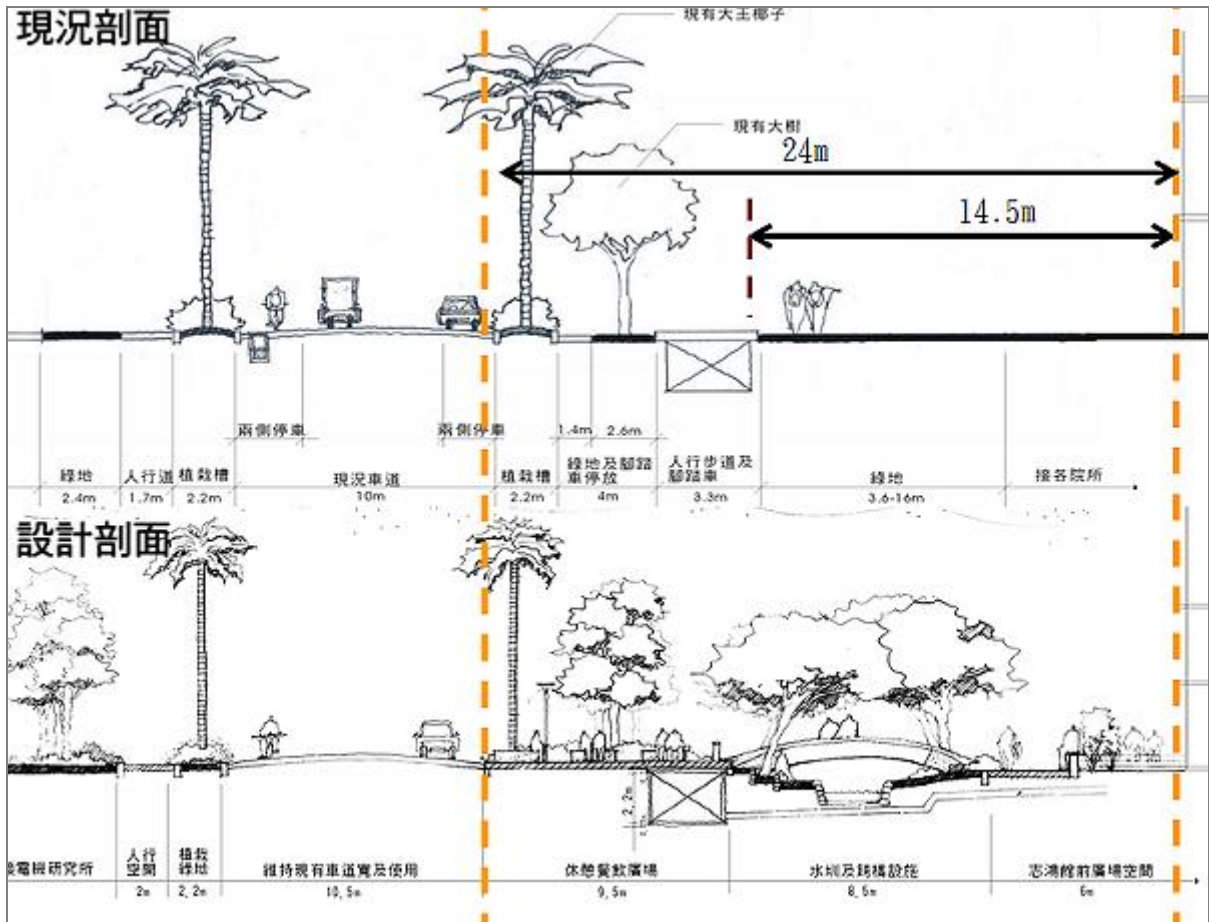 現況剖面
現有大王椰子
現有大樹
24m
14.5m
兩側停車
兩側停車
1.4m
2.6m
綠地
2.4m
人行道
1.7m
植栽槽
2.2m
現況車道
10m
植栽槽
2.2m
綠地及腳踏
車停放
4m
人行步道及
腳踏車
3.3m
綠地
3.6-16m
接各院所
設計剖面
2.2m
電機研究所
人行
空間
2m
植栽
綠地
2.2m
維持現有車道寬及使用
10.5m
休憩餐飲廣場
9.5m
水圳及跨橋設施
8.5m
志鴻館前廣場空間
6m